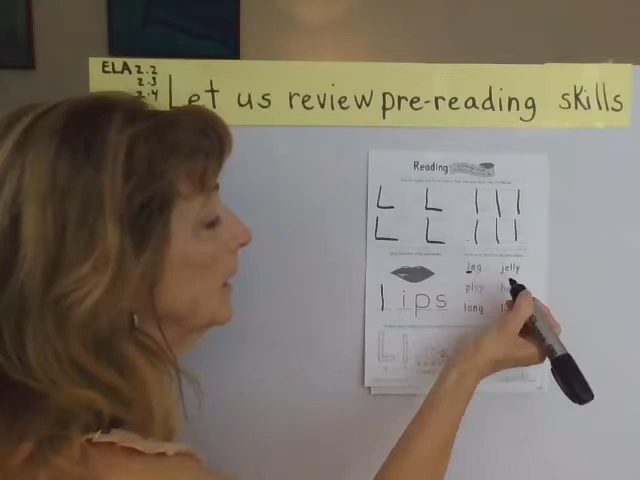 ELA 2.2
2.3
2.4
Let us review pre-reading skills
Reading
L L l l l
L L l l l
leg jelly
lips play
long
L l